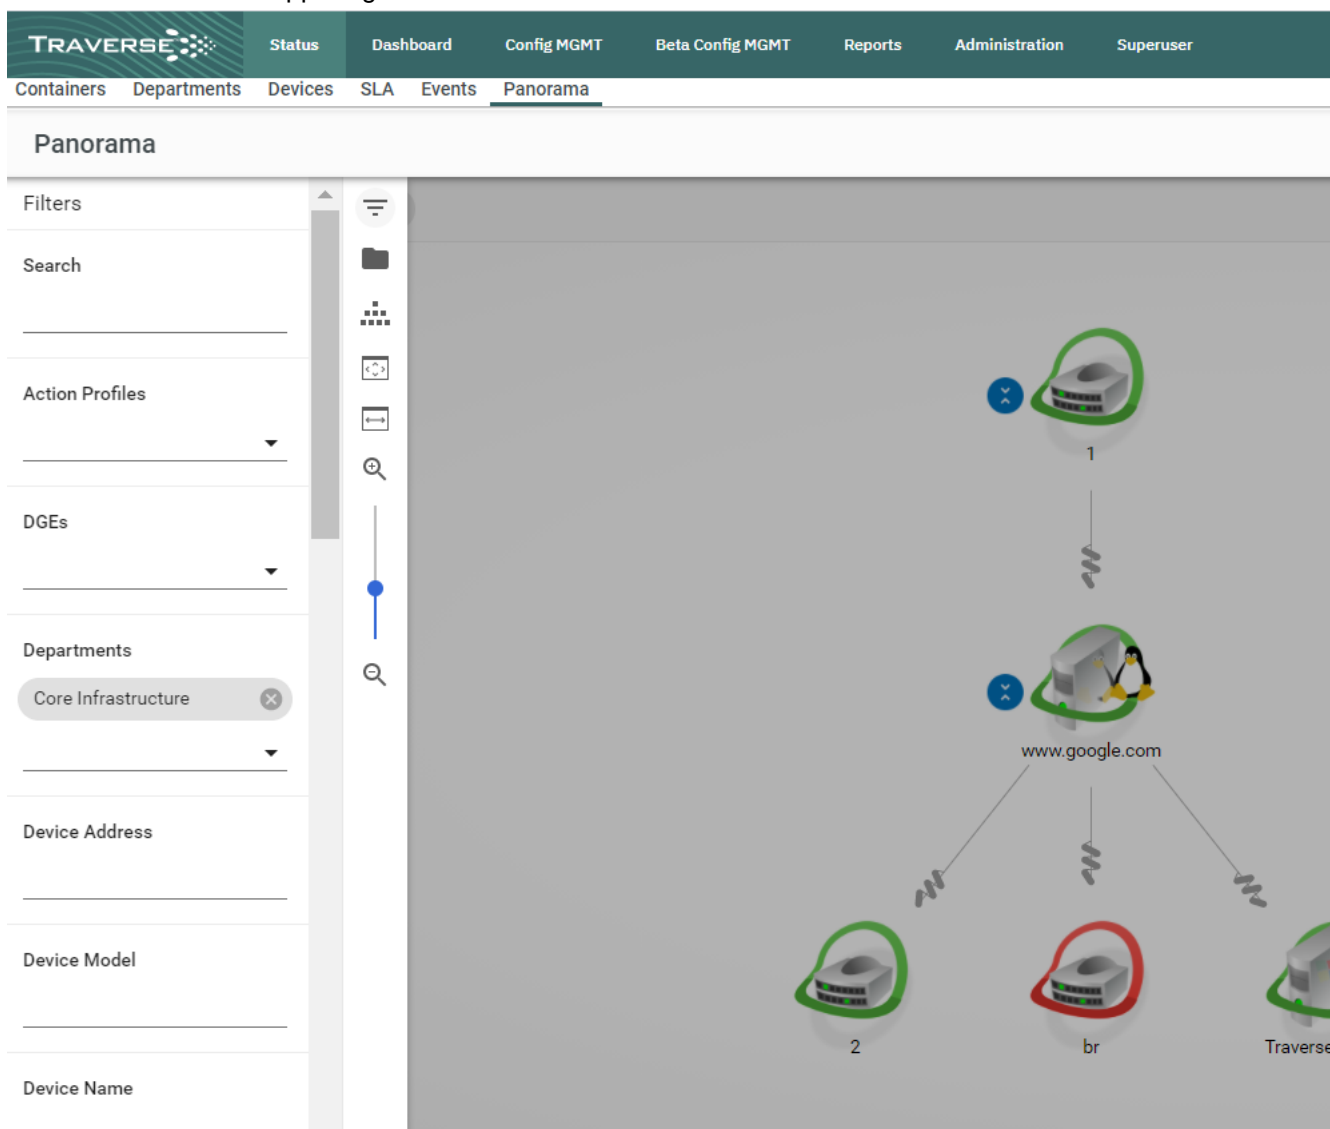 TRAVERSE Status Dashboard Config MGMT Beta Config MGMT Reports Administration Superuser
Containers Departments Devices SLA Events Panorama
Panorama
Filters
Search
Action Profiles
DGEs
Departments
Core Infrastructure
Device Address
Device Model
Device Name
1
www.google.com
2 br Traverse